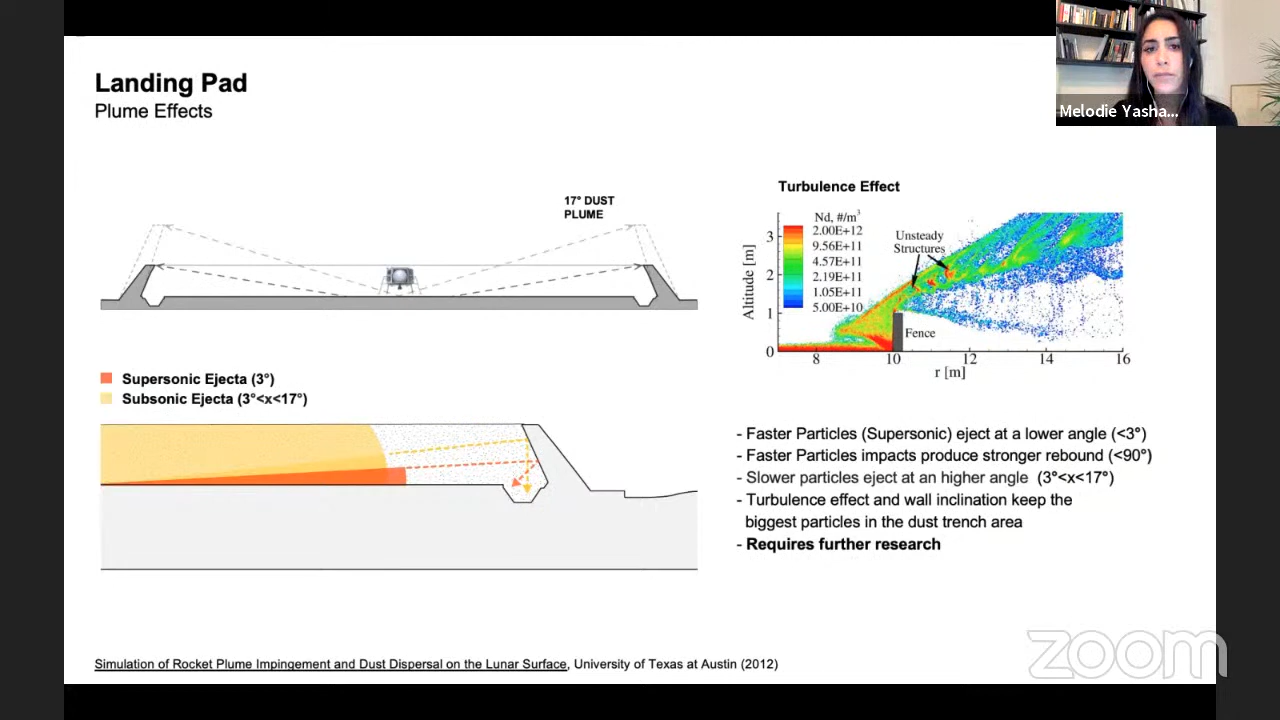 Landing Pad
Plume Effects
Melodie Yasha...
17° DUST
PLUME
Turbulence Effect
Nd, #/m³
2.00E+12
9.56E+11
4.57E+11
2.19E+11
1.05E+11
5.00E+10
Unsteady
Structures
Fence
Altitude [m]
3
2
1
0
8
10
12
14
16
r [m]
Supersonic Ejecta (3°)
Subsonic Ejecta (3°<x<17°)
- Faster Particles (Supersonic) eject at a lower angle (<3°)
- Faster Particles impacts produce stronger rebound (<90°)
- Slower particles eject at an higher angle (3°<x<17°)
- Turbulence effect and wall inclination keep the
biggest particles in the dust trench area
- Requires further research
Simulation of Rocket Plume Impingement and Dust Dispersal on the Lunar Surface, University of Texas at Austin (2012)
zoom